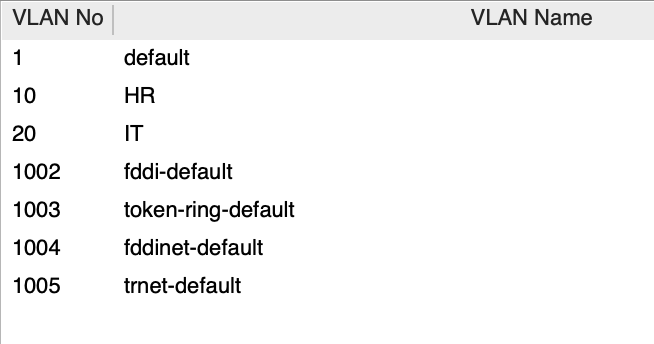 VLAN No VLAN Name
1 default
10 HR
20 IT
1002 fddi-default
1003 token-ring-default
1004 fddinet-default
1005 trnet-default